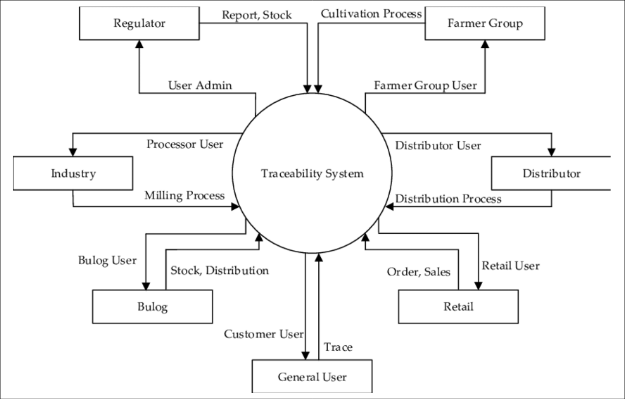 Regulator
Report, Stock
Cultivation Process
Farmer Group
User Admin
Farmer Group User
Processor User
Distributor User
Industry
Traceability System
Distributor
Milling Process
Distribution Process
Bulog User
Stock, Distribution
Order, Sales
Retail User
Bulog
Retail
Customer User
Trace
General User